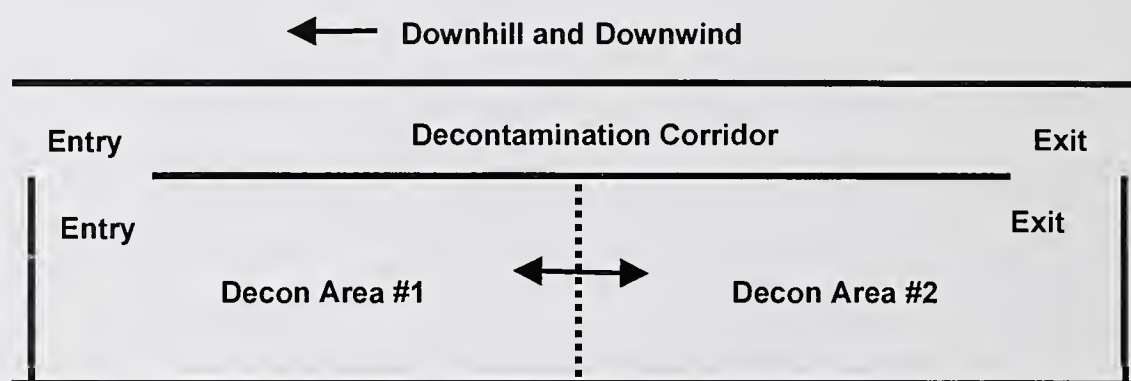 Downhill and Downwind
Entry
Decontamination Corridor
Exit
Entry
Exit
Decon Area #1
Decon Area #2